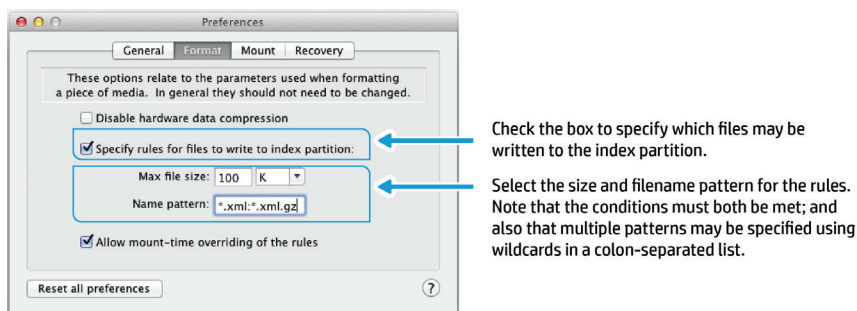 Preferences
General Format Mount Recovery
These options relate to the parameters used when formatting
a piece of media. In general they should not need to be changed.
Disable hardware data compression
Specify rules for files to write to index partition:
Max file size: 100 K
Name pattern: *.xml:*.xml.gz
Allow mount-time overriding of the rules
Reset all preferences ?
Check the box to specify which files may be
written to the index partition.
Select the size and filename pattern for the rules.
Note that the conditions must both be met; and
also that multiple patterns may be specified using
wildcards in a colon-separated list.